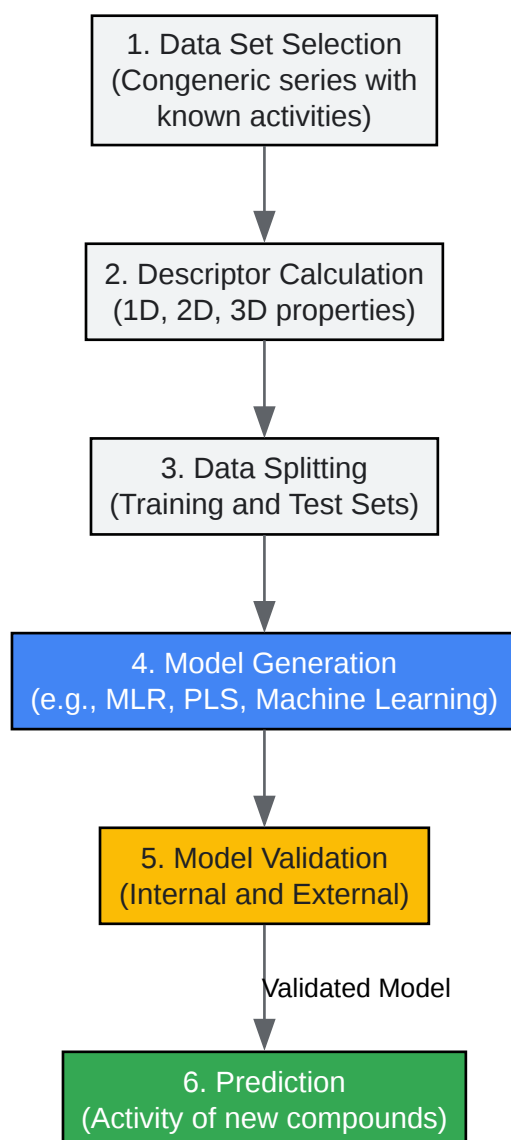 1. Data Set Selection
(Congeneric series with
known activities)
2. Descriptor Calculation
(1D, 2D, 3D properties)
3. Data Splitting
(Training and Test Sets)
4. Model Generation
(e.g., MLR, PLS, Machine Learning)
5. Model Validation
(Internal and External)
Validated Model
6. Prediction
(Activity of new compounds)